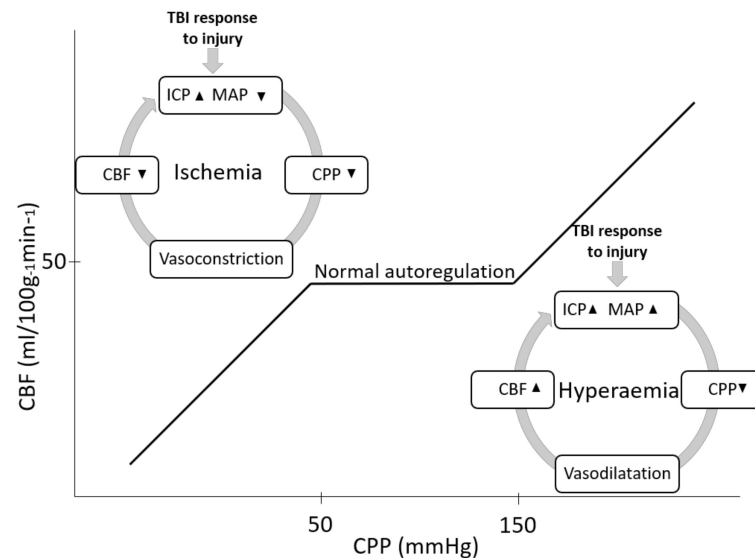 TBI response
to injury
ICP ▲ MAP ▼
CBF ▼
Ischemia
CPP ▼
Vasoconstriction
50
Normal autoregulation
TBI response
to injury
ICP▲ MAP ▲
CBF ▲
Hyperaemia
CPP▼
Vasodilatation
CBF (ml/100g-1min-1)
50
150
CPP (mmHg)